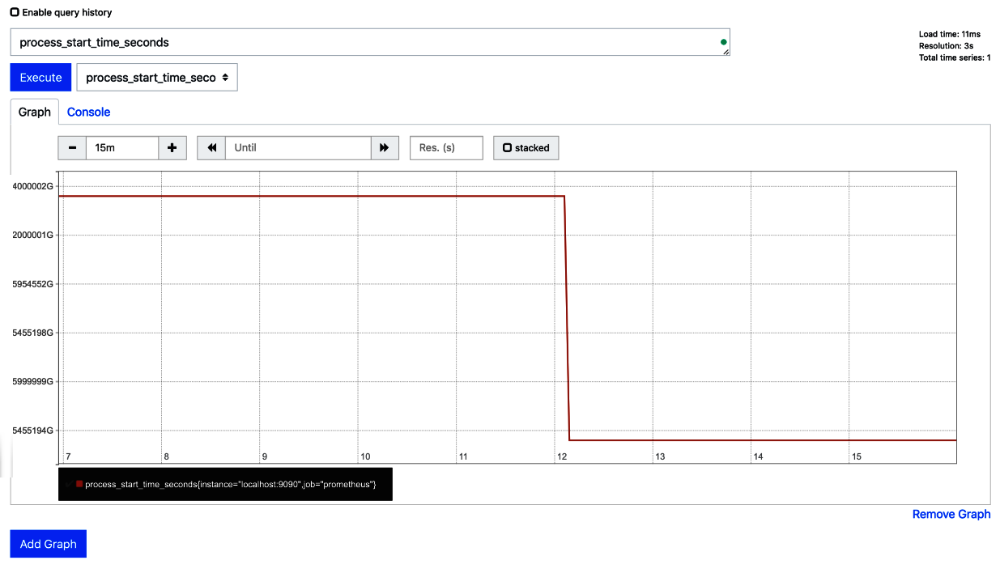 Enable query history
process_start_time_seconds
Load time: 11ms
Resolution: 3s
Total time series: 1
Execute
process_start_time_seco
Graph
Console
15m
Until
Res. (s)
stacked
4000002G
2000001G
5954552G
5455198G
5999999G
5455194G
7 8 9 10 11 12 13 14 15
process_start_time_seconds{instance="localhost:9090",job="prometheus"}
Remove Graph
Add Graph